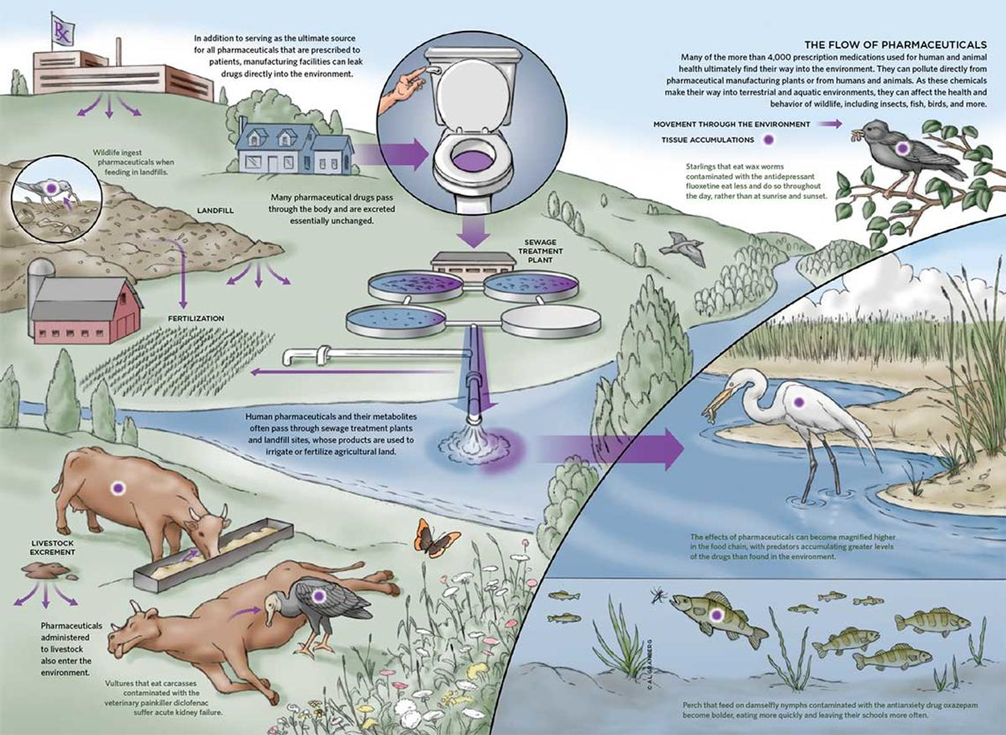 Rx
In addition to serving as the ultimate source
for all pharmaceuticals that are prescribed to
patients, manufacturing facilities can leak
drugs directly into the environment.
THE FLOW OF PHARMACEUTICALS
Many of the more than 4,000 prescription medications used for human and animal
health ultimately find their way into the environment. They can pollute directly from
pharmaceutical manufacturing plants or from humans and animals. As these chemicals
make their way into terrestrial and aquatic environments, they can affect the health and
behavior of wildlife, including insects, fish, birds, and more.
MOVEMENT THROUGH THE ENVIRONMENT
TISSUE ACCUMULATIONS
Starlings that eat wax worms
contaminated with the antidepressant
fluoxetine eat less and do so throughout
the day, rather than at sunrise and sunset.
Wildlife ingest
pharmaceuticals when
feeding in landfills.
LANDFILL
Many pharmaceutical drugs pass
through the body and are excreted
essentially unchanged.
SEWAGE
TREATMENT
PLANT
FERTILIZATION
Human pharmaceuticals and their metabolites
often pass through sewage treatment plants
and landfill sites, whose products are used to
irrigate or fertilize agricultural land.
The effects of pharmaceuticals can become magnified higher
in the food chain, with predators accumulating greater levels
of the drugs than found in the environment.
LIVESTOCK
EXCREMENT
Pharmaceuticals
administered
to livestock
also enter the
environment.
Vultures that eat carcasses
contaminated with the
veterinary painkiller diclofenac
suffer acute kidney failure.
Perch that feed on damselfly nymphs contaminated with the antianxiety drug oxazepam
become bolder, eating more quickly and leaving their schools more often.